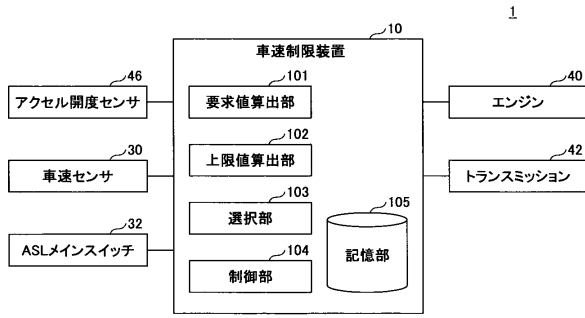 1
10
車速制限装置
46
アクセル開度センサ
101
要求値算出部
40
エンジン
30
車速センサ
102
上限値算出部
42
トランスミッション
103
選択部
105
記憶部
32
ASLメインスイッチ
104
制御部